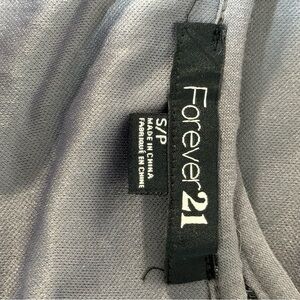 Forever21
S/P
MADE IN CHINA
FABRIQUÉ EN CHINE